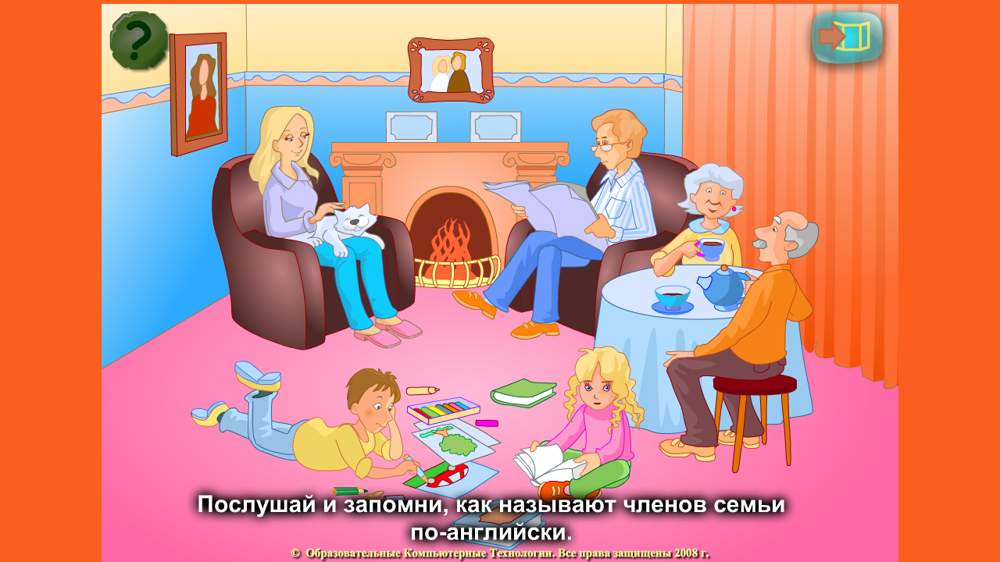 ?
Послушай и запомни, как называют членов семьи
по-английски.
© Образовательные Компьютерные Технологии. Все права защищены 2008 г.